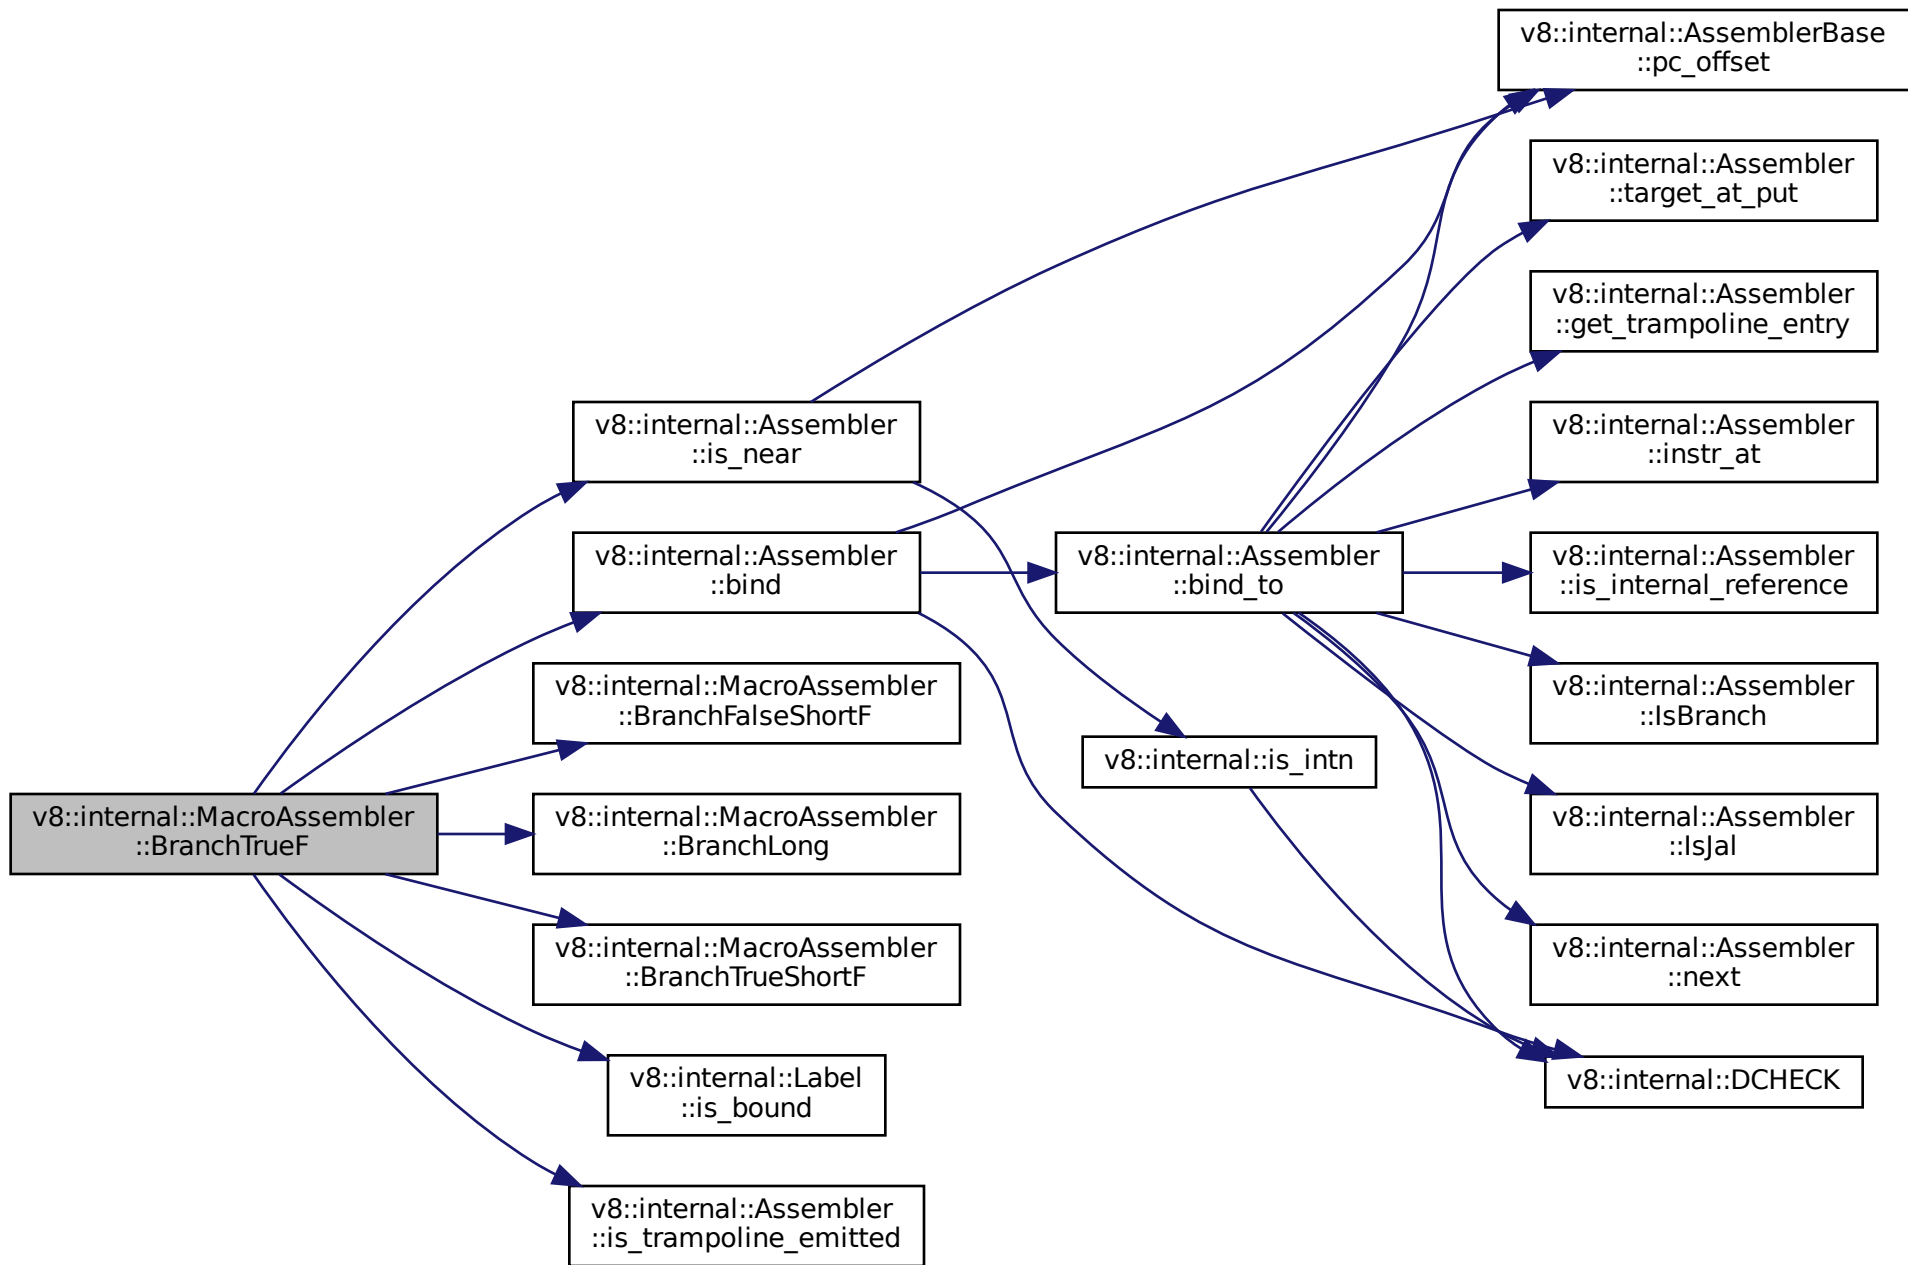 v8::internal::MacroAssembler
::BranchTrueF
v8::internal::Assembler
::is_near
v8::internal::Assembler
::bind
v8::internal::MacroAssembler
::BranchFalseShortF
v8::internal::MacroAssembler
::BranchLong
v8::internal::MacroAssembler
::BranchTrueShortF
v8::internal::Label
::is_bound
v8::internal::Assembler
::is_trampoline_emitted
v8::internal::Assembler
::bind_to
v8::internal::is_intn
v8::internal::AssemblerBase
::pc_offset
v8::internal::Assembler
::target_at_put
v8::internal::Assembler
::get_trampoline_entry
v8::internal::Assembler
::instr_at
v8::internal::Assembler
::is_internal_reference
v8::internal::Assembler
::IsBranch
v8::internal::Assembler
::IsJal
v8::internal::Assembler
::next
v8::internal::DCHECK